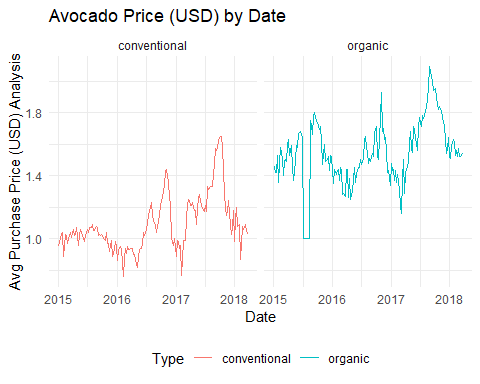 Avocado Price (USD) by Date
conventional organic
Avg Purchase Price (USD) Analysis
1.8
1.4
1.0
2015 2016 2017 2018 2015 2016 2017 2018
Date
Type conventional organic